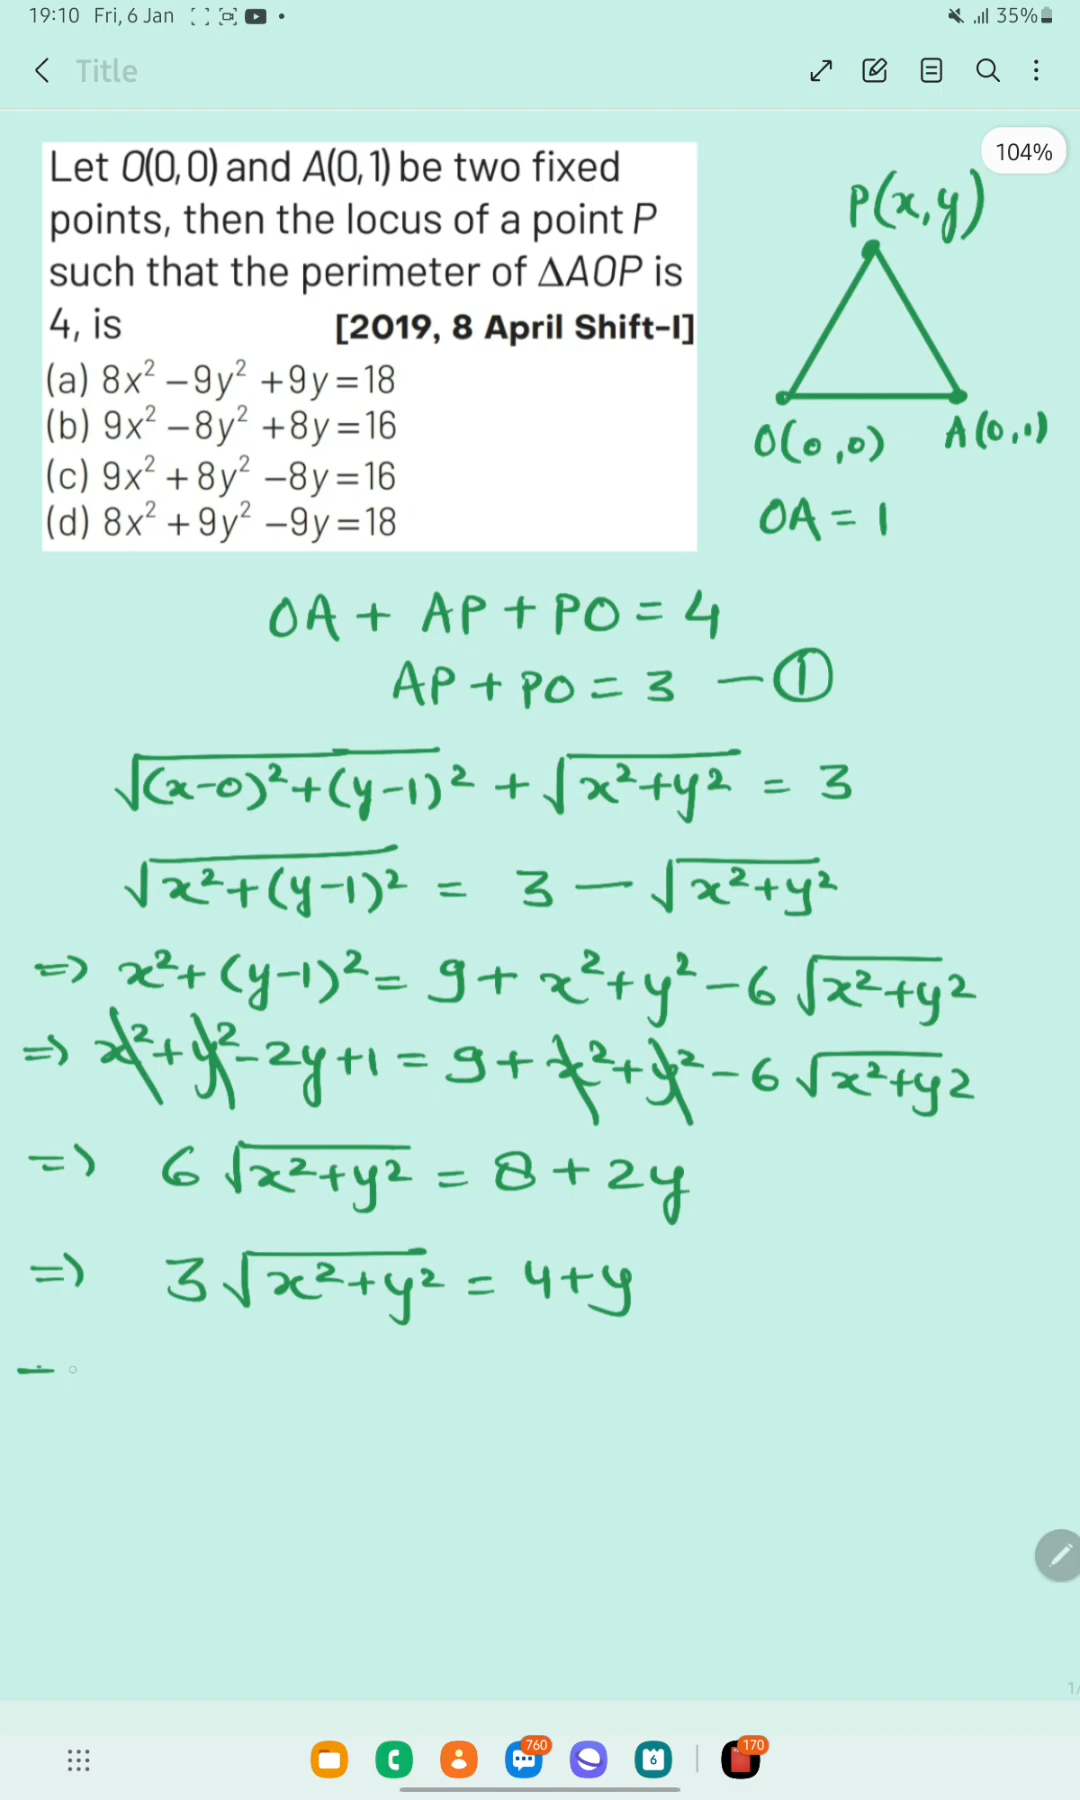 19:10 Fri, 6 Jan
35%
Title
104%
Let O(0,0) and A(0,1) be two fixed
points, then the locus of a point P
such that the perimeter of ΔAOP is
4, is [2019, 8 April Shift-I]
(a) 8x² − 9y² + 9y = 18
(b) 9x² − 8y² + 8y = 16
(c) 9x² + 8y² − 8y = 16
(d) 8x² + 9y² − 9y = 18
P(x,y)
O(0,0) A(0,1)
OA = 1
OA + AP + PO = 4
AP + PO = 3 — ①
√(x-0)²+(y-1)² + √x²+y² = 3
√x²+(y-1)² = 3 — √x²+y²
=> x²+(y-1)² = 9+x²+y²-6√x²+y²
=> x²+y²-2y+1 = 9+x²+y²-6√x²+y²
=> 6√x²+y² = 8+2y
=> 3√x²+y² = 4+y
1/
760
6
170